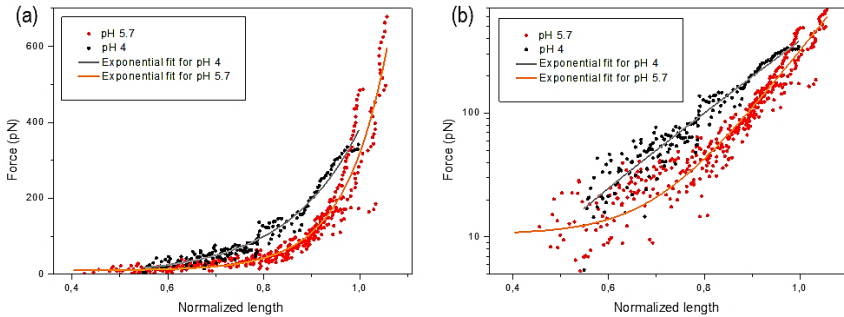 (a)
pH 5.7
pH 4
Exponential fit for pH 4
Exponential fit for pH 5.7
Force (pN)
600
400
200
0
0,4
0,6
0,8
1,0
Normalized length
(b)
pH 5.7
pH 4
Exponential fit for pH 4
Exponential fit for pH 5.7
Force (pN)
100
10
0,4
0,6
0,8
1,0
Normalized length